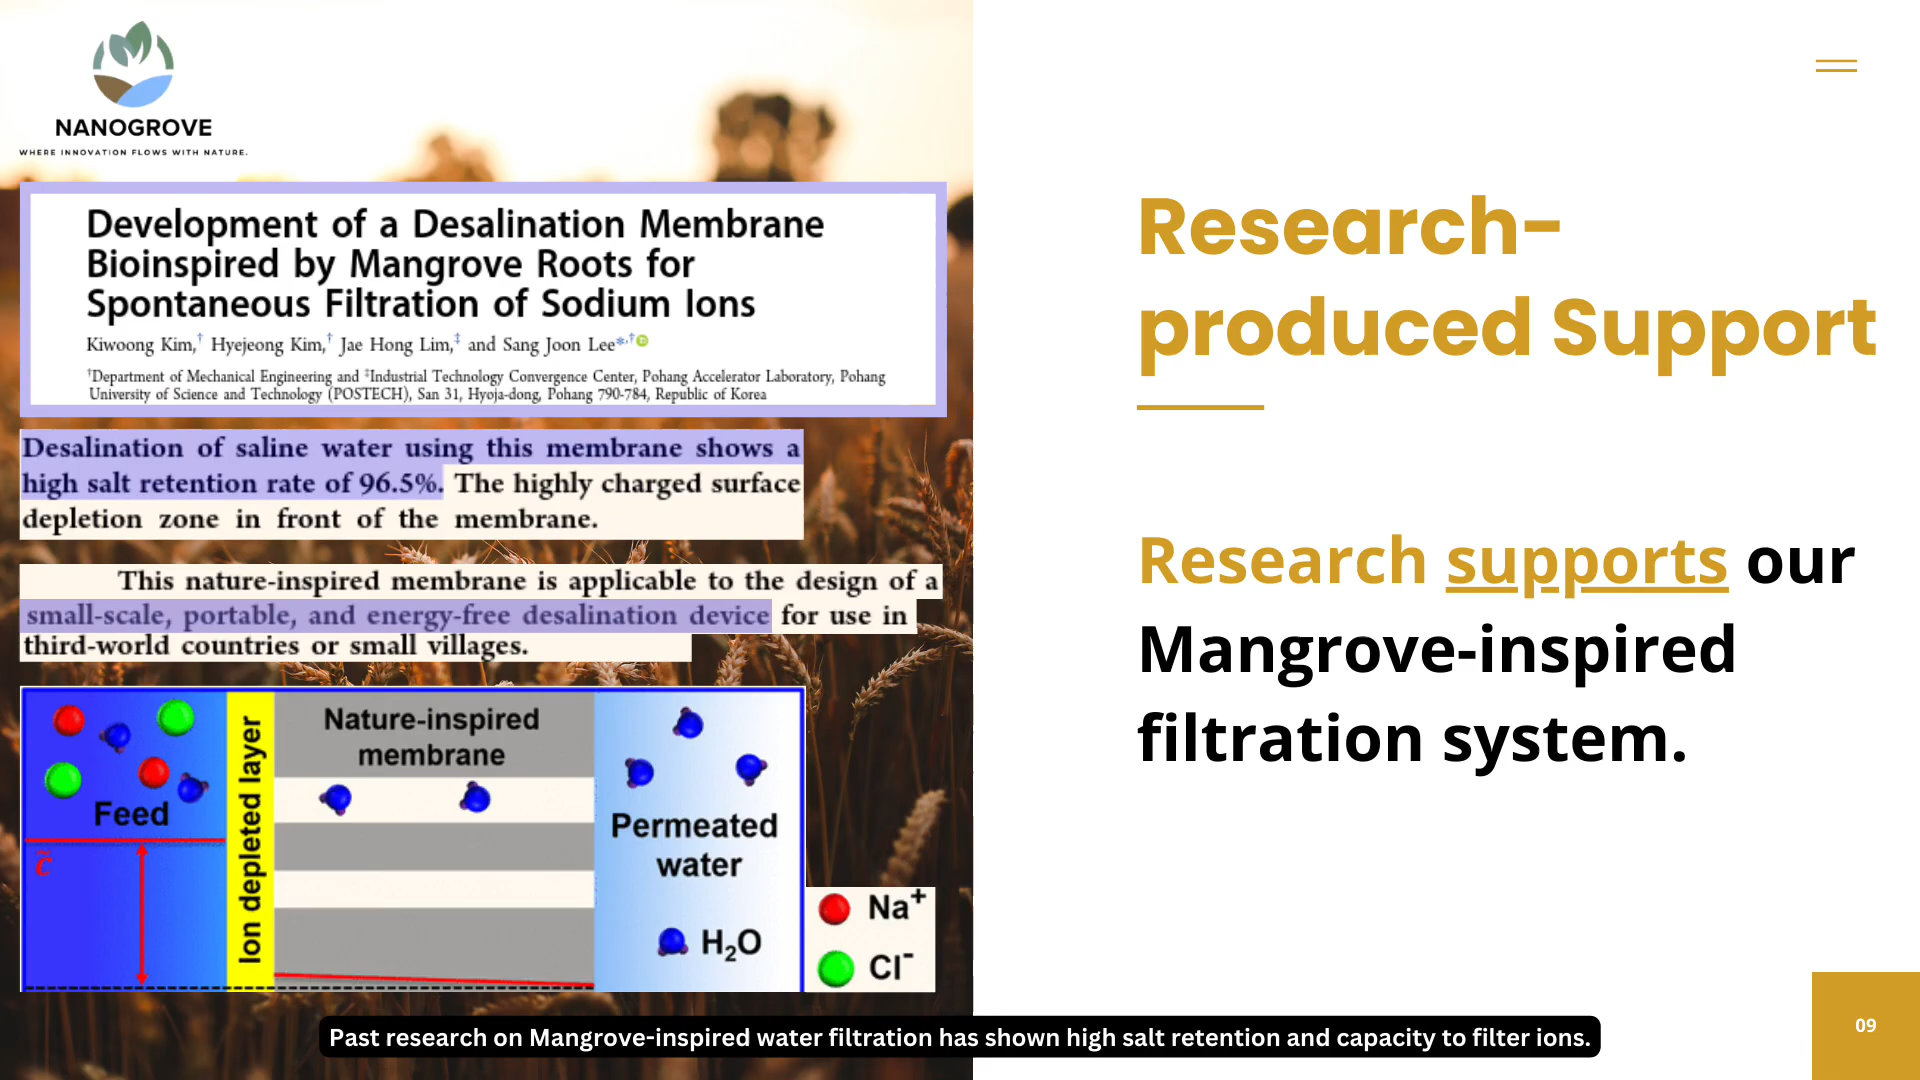 NANOGROVE
WHERE INNOVATION FLOWS WITH NATURE.
Development of a Desalination Membrane
Bioinspired by Mangrove Roots for
Spontaneous Filtration of Sodium Ions
Kiwoong Kim,† Hyejeong Kim,† Jae Hong Lim,‡ and Sang Joon Lee*,†
†Department of Mechanical Engineering and ‡Industrial Technology Convergence Center, Pohang Accelerator Laboratory, Pohang
University of Science and Technology (POSTECH), San 31, Hyoja-dong, Pohang 790-784, Republic of Korea
Desalination of saline water using this membrane shows a
high salt retention rate of 96.5%. The highly charged surface
depletion zone in front of the membrane.
This nature-inspired membrane is applicable to the design of a
small-scale, portable, and energy-free desalination device for use in
third-world countries or small villages.
Feed
c̃
Ion depleted layer
Nature-inspired
membrane
Permeated
water
H₂O
Na⁺
Cl⁻
Research-
produced Support
Research supports our
Mangrove-inspired
filtration system.
Past research on Mangrove-inspired water filtration has shown high salt retention and capacity to filter ions.
09